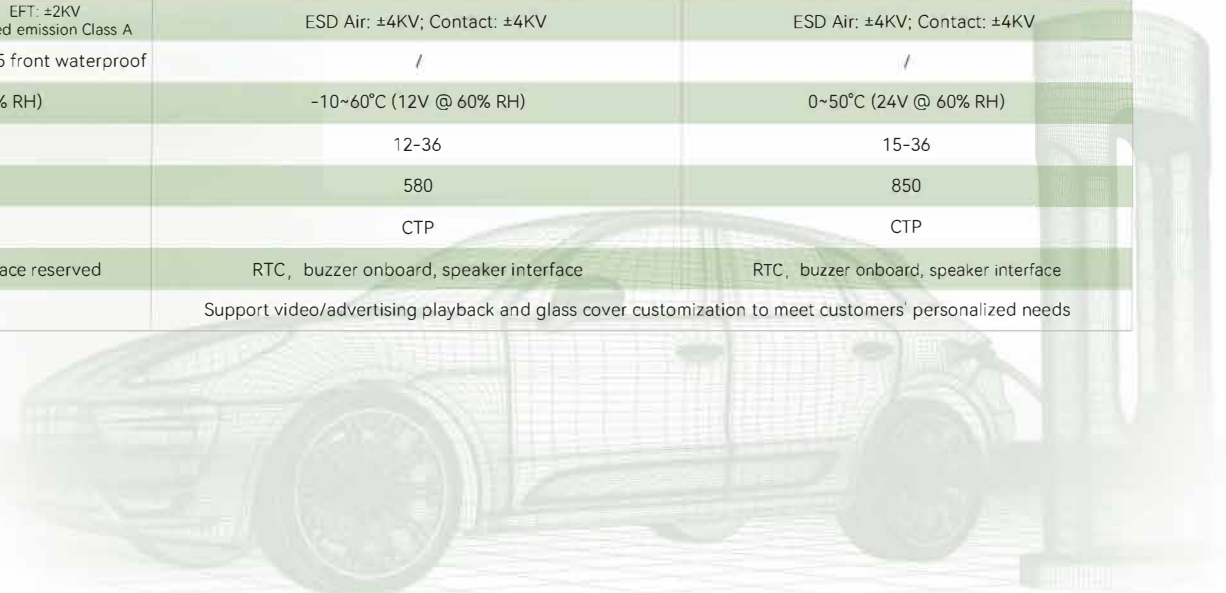 EFT: ±2KV
ed emission Class A
ESD Air: ±4KV; Contact: ±4KV
ESD Air: ±4KV; Contact: ±4KV
5 front waterproof
/
/
% RH)
-10~60°C (12V @ 60% RH)
0~50°C (24V @ 60% RH)
12-36
15-36
580
850
CTP
CTP
ace reserved
RTC, buzzer onboard, speaker interface
RTC, buzzer onboard, speaker interface
Support video/advertising playback and glass cover customization to meet customers' personalized needs